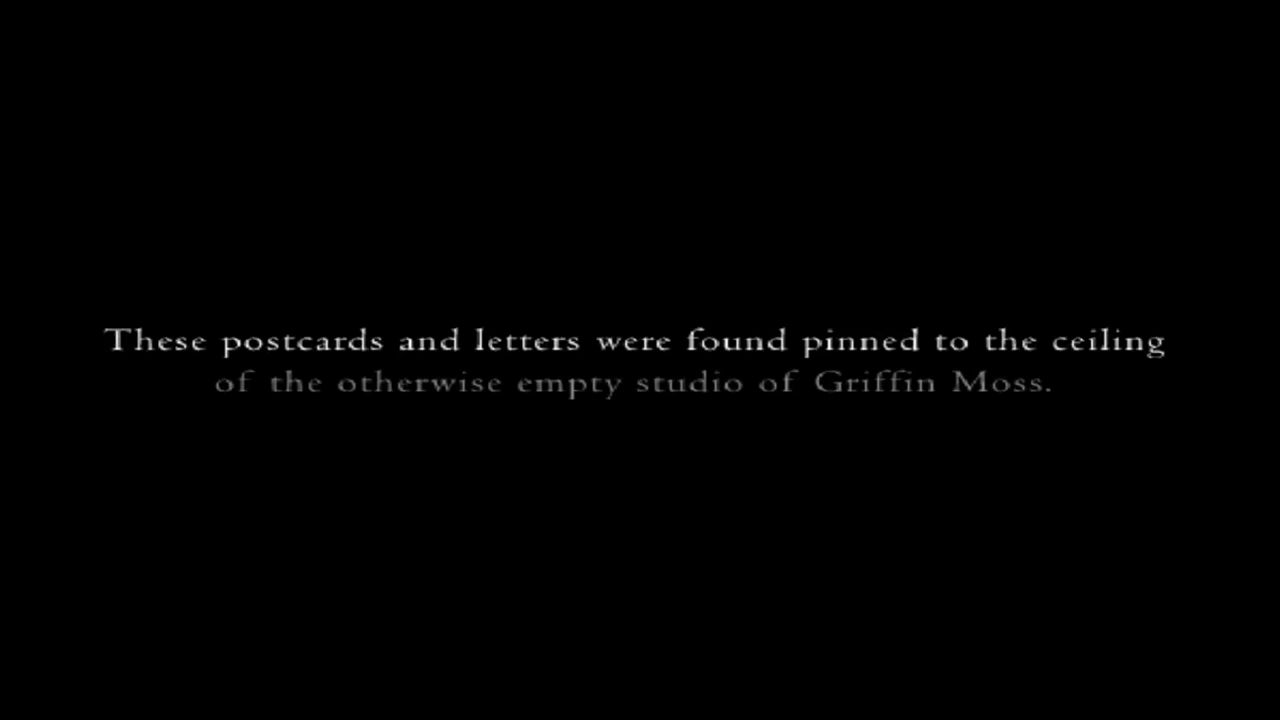 These postcards and letters were found pinned to the ceiling
of the otherwise empty studio of Griffin Moss.